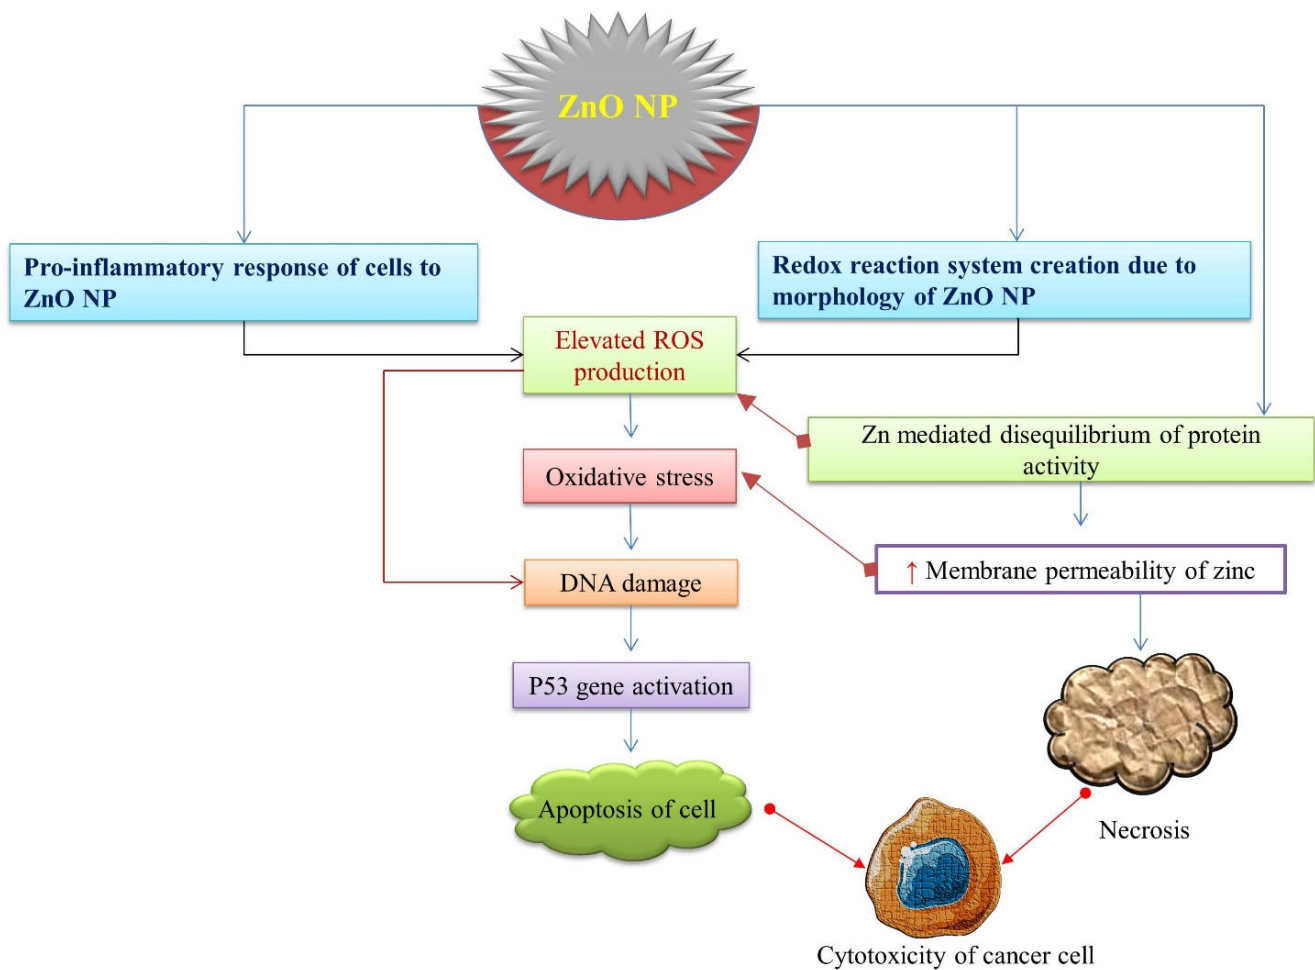 ZnO NP
Pro-inflammatory response of cells to
ZnO NP
Redox reaction system creation due to
morphology of ZnO NP
Elevated ROS
production
Zn mediated disequilibrium of protein
activity
Oxidative stress
↑ Membrane permeability of zinc
DNA damage
P53 gene activation
Apoptosis of cell
Necrosis
Cytotoxicity of cancer cell